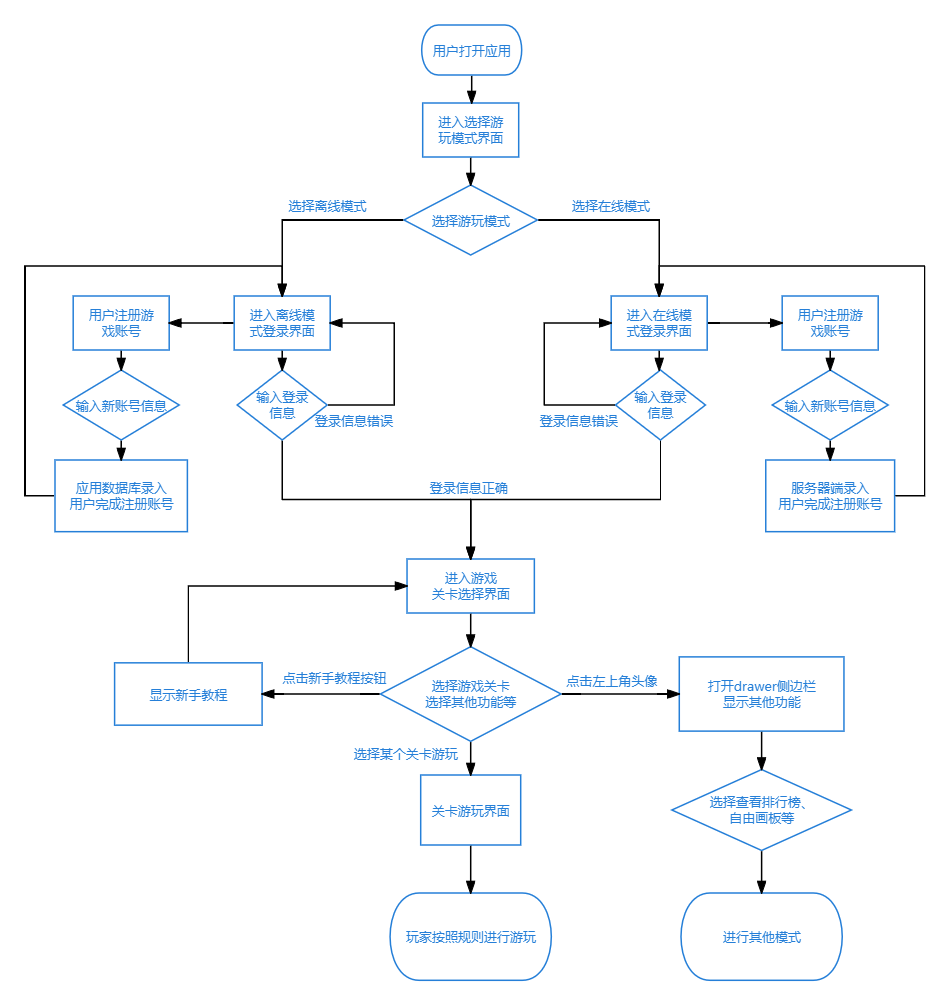 用户打开应用
进入选择游
玩模式界面
选择离线模式
选择游玩模式
选择在线模式
用户注册游
戏账号
进入离线模
式登录界面
进入在线模
式登录界面
用户注册游
戏账号
输入新账号信息
输入登录
信息
登录信息错误
输入登录
信息
登录信息错误
输入新账号信息
应用数据库录入
用户完成注册账号
登录信息正确
服务器端录入
用户完成注册账号
进入游戏
关卡选择界面
显示新手教程
点击新手教程按钮
选择游戏关卡
选择其他功能等
点击左上角头像
打开drawer侧边栏
显示其他功能
选择某个关卡游玩
关卡游玩界面
选择查看排行榜、
自由画板等
玩家按照规则进行游玩
进行其他模式